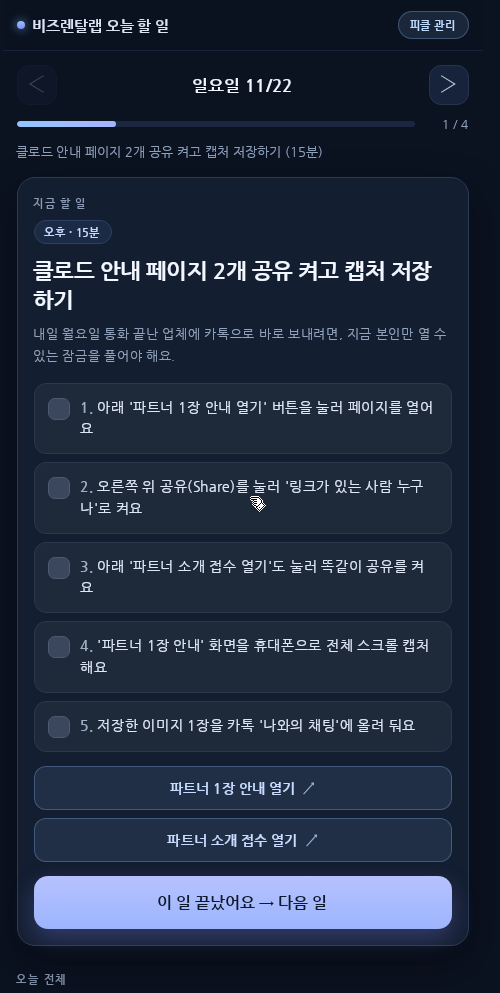 비즈렌탈랩 오늘 할 일
피클 관리
일요일 11/22
1 / 4
클로드 안내 페이지 2개 공유 켜고 캡처 저장하기 (15분)
지금 할 일
오후 · 15분
클로드 안내 페이지 2개 공유 켜고 캡처 저장
하기
내일 월요일 통화 끝난 업체에 카톡으로 바로 보내려면, 지금 본인만 열 수
있는 잠금을 풀어야 해요.
1. 아래 '파트너 1장 안내 열기' 버튼을 눌러 페이지를 열어
요
2. 오른쪽 위 공유(Share)를 눌러 '링크가 있는 사람 누구
나'로 켜요
3. 아래 '파트너 소개 접수 열기'도 눌러 똑같이 공유를 켜
요
4. '파트너 1장 안내' 화면을 휴대폰으로 전체 스크롤 캡처
해요
5. 저장한 이미지 1장을 카톡 '나와의 채팅'에 올려 둬요
파트너 1장 안내 열기 ↗
파트너 소개 접수 열기 ↗
이 일 끝났어요 → 다음 일
오늘 전체